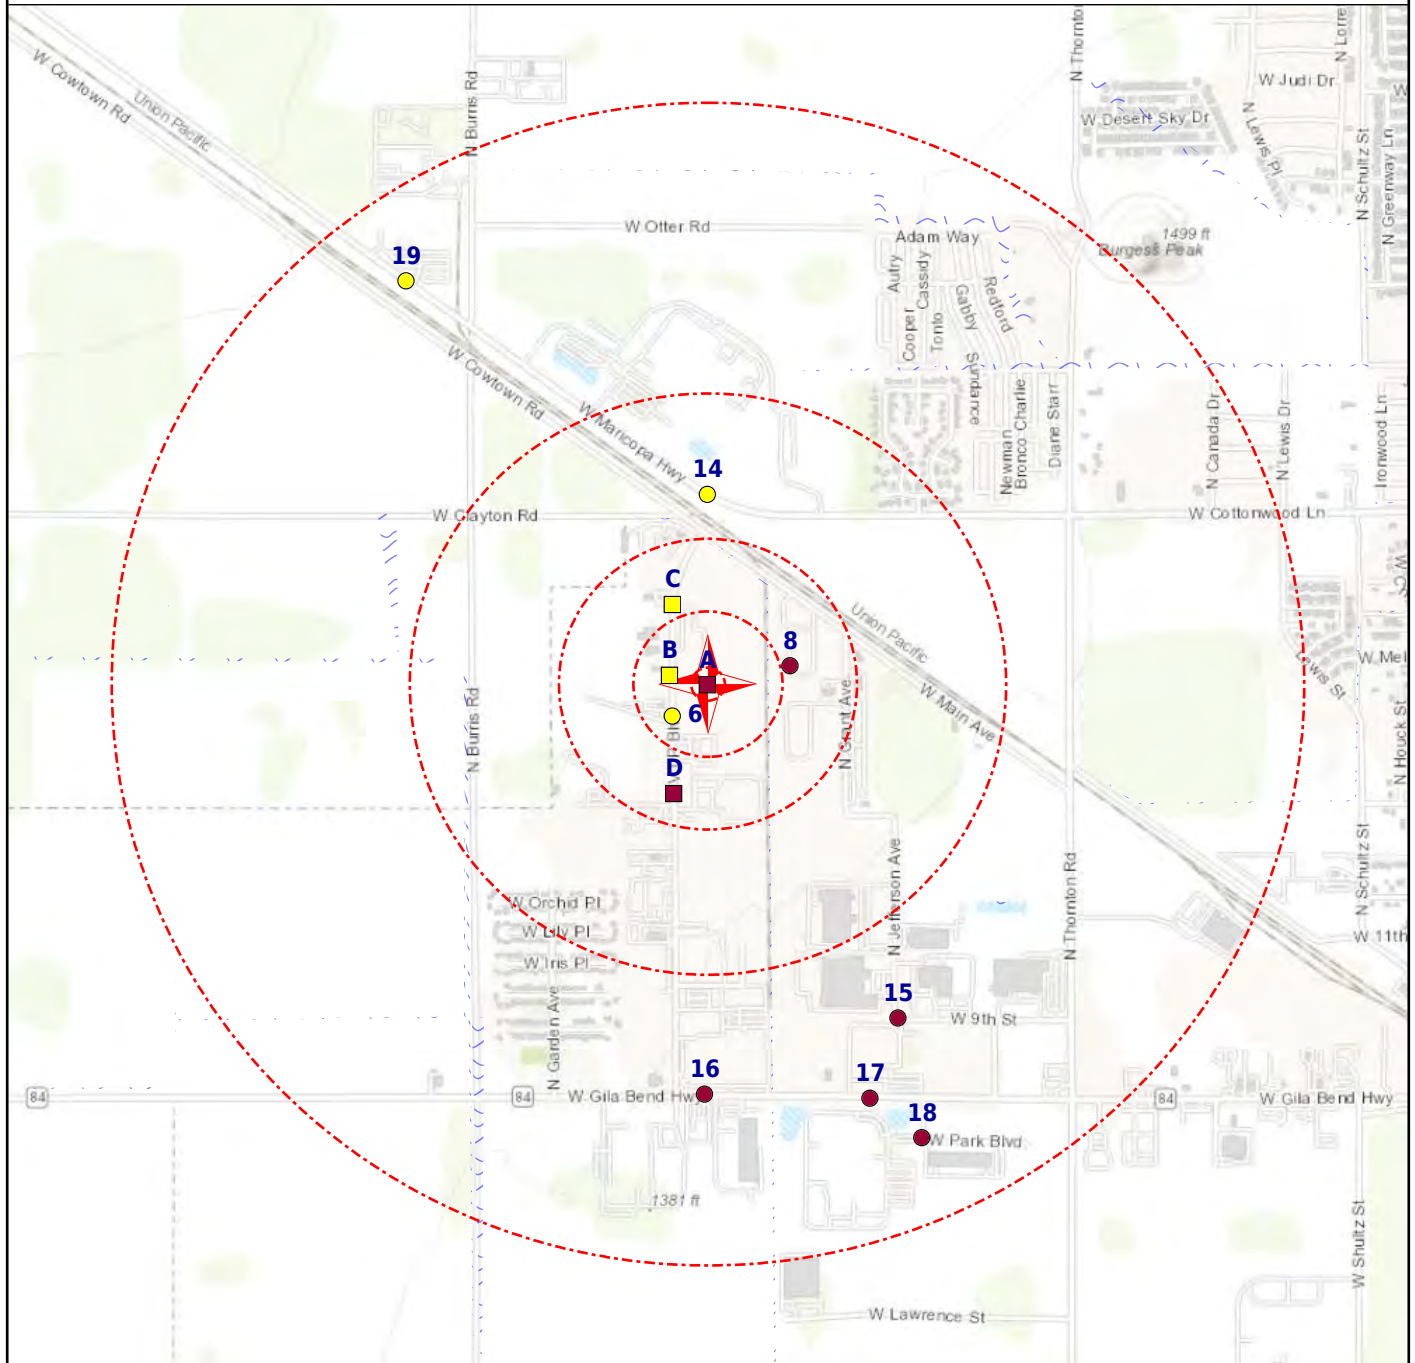 N Thornto
N Lorre
W Cowtown Rd
Union Pacific
N Burris Rd
W Judi Dr
W Desert Sky Dr
N Lewis Pl
N Schultz St
N Greenway Ln
W Otter Rd
Adam Way
1499 ft
Burgess Peak
19
Autry
Cassidy
Cooper
Tonto
Gabby
Redford
Sundance
W Cowtown Rd
W Maricopa Hwy
Newman
Bronco
Charlie
Diane Starr
N Canada Dr
N Lewis Dr
Ironwood Ln
14
W Clayton Rd
W Cottonwood Ln
C
8
B
A
Union Pacific
Lewis St
W Mel
6
N Burris Rd
N Grant Ave
W Main Ave
N Houck St
D
N Jefferson Ave
N Thornton Rd
N Schultz St
W Orchid Pl
W Lily Pl
W Iris Pl
W 11th
N Garden Ave
15
W 9th St
16
17
84
84
W Gila Bend Hwy
84
W Gila Bend Hwy
18
W Park Blvd
1381 ft
W Shultz St
W Lawrence St